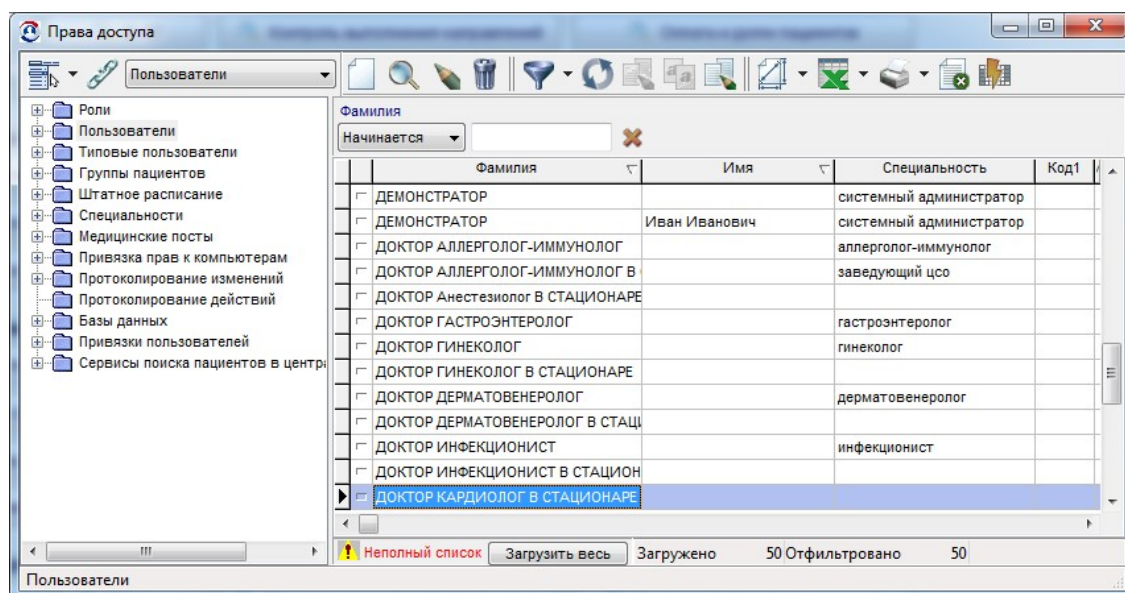 Права доступа
Пользователи
Роли
Пользователи
Типовые пользователи
Группы пациентов
Штатное расписание
Специальности
Медицинские посты
Привязка прав к компьютерам
Протоколирование изменений
Протоколирование действий
Базы данных
Привязки пользователей
Сервисы поиска пациентов в центр
Фамилия
Начинается
Фамилия Имя Специальность Код1
ДЕМОНСТРАТОР системный администратор
ДЕМОНСТРАТОР Иван Иванович системный администратор
ДОКТОР АЛЛЕРГОЛОГ-ИММУНОЛОГ аллерголог-иммунолог
ДОКТОР АЛЛЕРГОЛОГ-ИММУНОЛОГ В заведующий цсо
ДОКТОР Анестезиолог В СТАЦИОНАРЕ
ДОКТОР ГАСТРОЭНТЕРОЛОГ гастроэнтеролог
ДОКТОР ГИНЕКОЛОГ гинеколог
ДОКТОР ГИНЕКОЛОГ В СТАЦИОНАРЕ
ДОКТОР ДЕРМАТОВЕНЕРОЛОГ дерматовенеролог
ДОКТОР ДЕРМАТОВЕНЕРОЛОГ В СТАЦИ
ДОКТОР ИНФЕКЦИОНИСТ инфекционист
ДОКТОР ИНФЕКЦИОНИСТ В СТАЦИОН
ДОКТОР КАРДИОЛОГ В СТАЦИОНАРЕ
Неполный список Загрузить весь Загружено 50 Отфильтровано 50
Пользователи